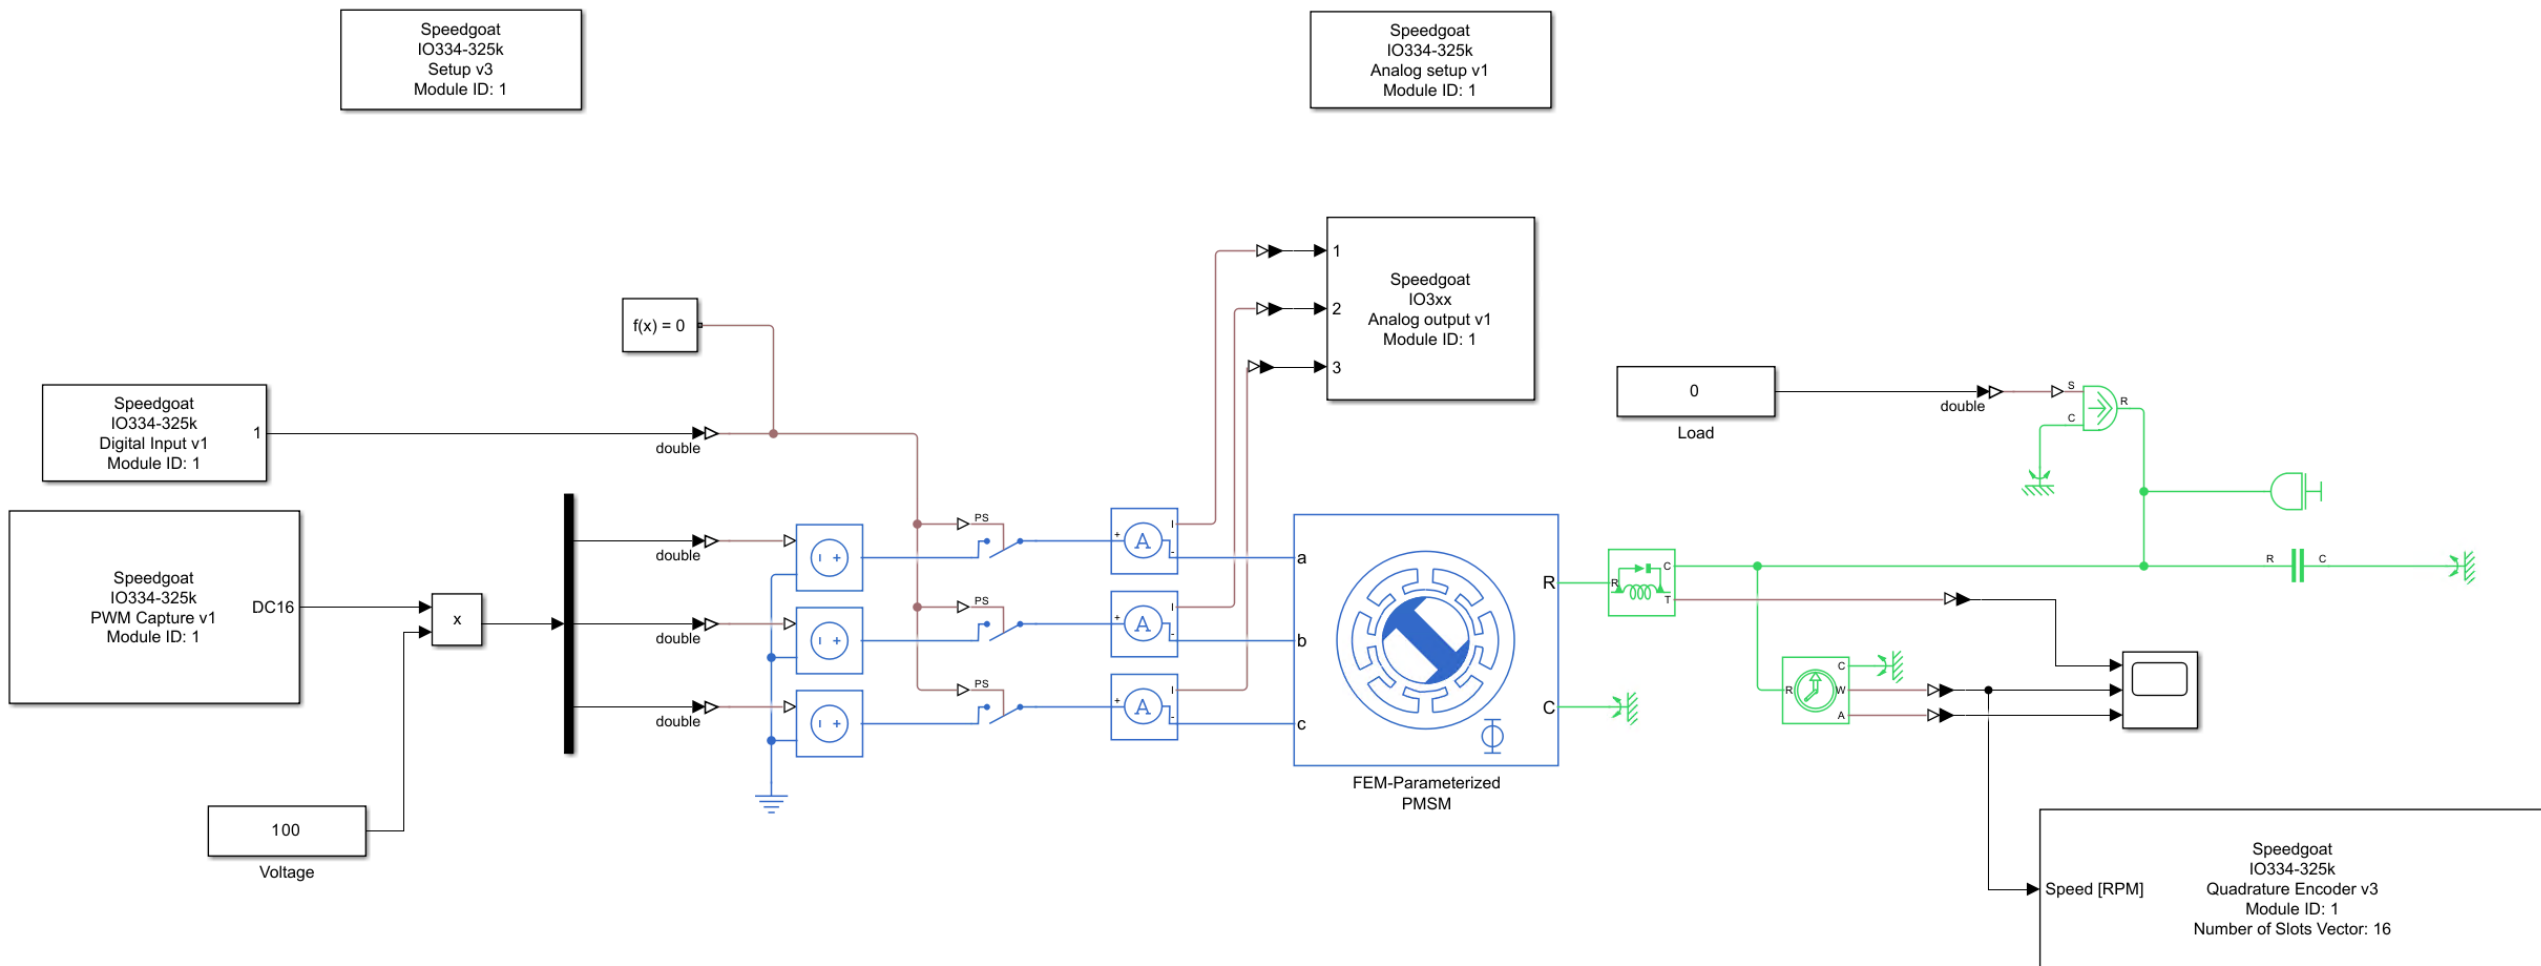 Speedgoat
IO334-325k
Setup v3
Module ID: 1
Speedgoat
IO334-325k
Analog setup v1
Module ID: 1
1
2
3
Speedgoat
IO3xx
Analog output v1
Module ID: 1
f(x) = 0
Speedgoat
IO334-325k
Digital Input v1
Module ID: 1
1
double
0
Load
double
S
C
R
Speedgoat
IO334-325k
PWM Capture v1
Module ID: 1
DC16
x
100
Voltage
double
double
double
- +
- +
- +
PS
PS
PS
+ A I -
+ A I -
+ A I -
a
b
c
R
C
FEM-Parameterized
PMSM
R
C
T
R
C
R
C
W
A
Speed [RPM]
Speedgoat
IO334-325k
Quadrature Encoder v3
Module ID: 1
Number of Slots Vector: 16